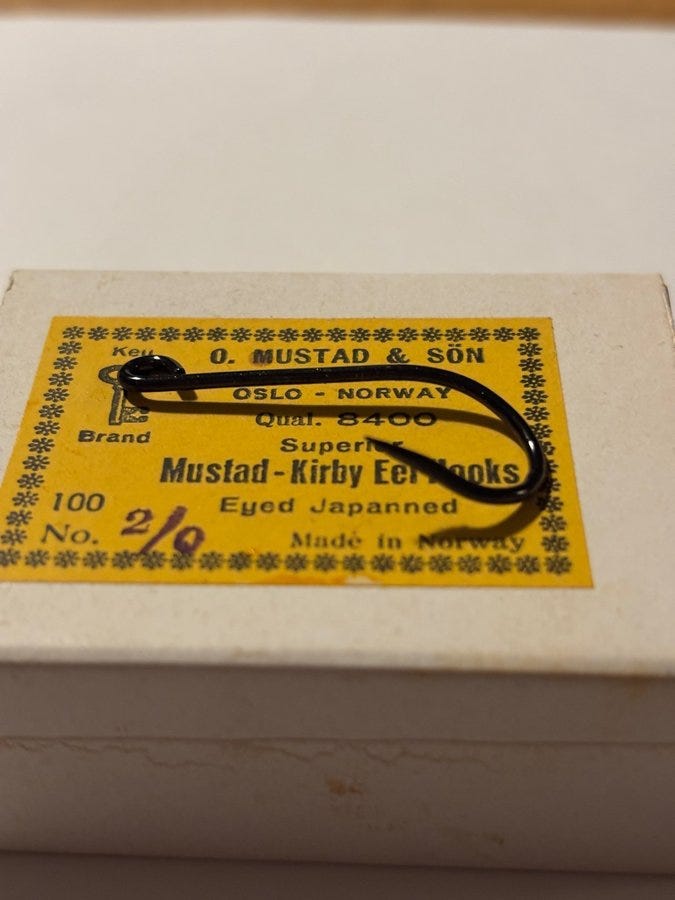 Key
O. MUSTAD & SÖN
OSLO - NORWAY
Brand
Qual. 8400
Superior
Mustad-Kirby Eel Hooks
100
Eyed Japanned
No. 2/0
Made in Norway